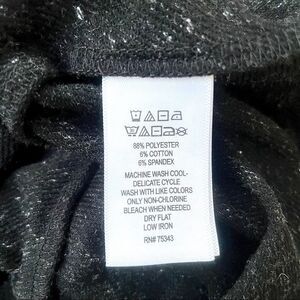 88% POLYESTER
6% COTTON
6% SPANDEX
MACHINE WASH COOL-
DELICATE CYCLE
WASH WITH LIKE COLORS
ONLY NON-CHLORINE
BLEACH WHEN NEEDED
DRY FLAT
LOW IRON
RN# 75343